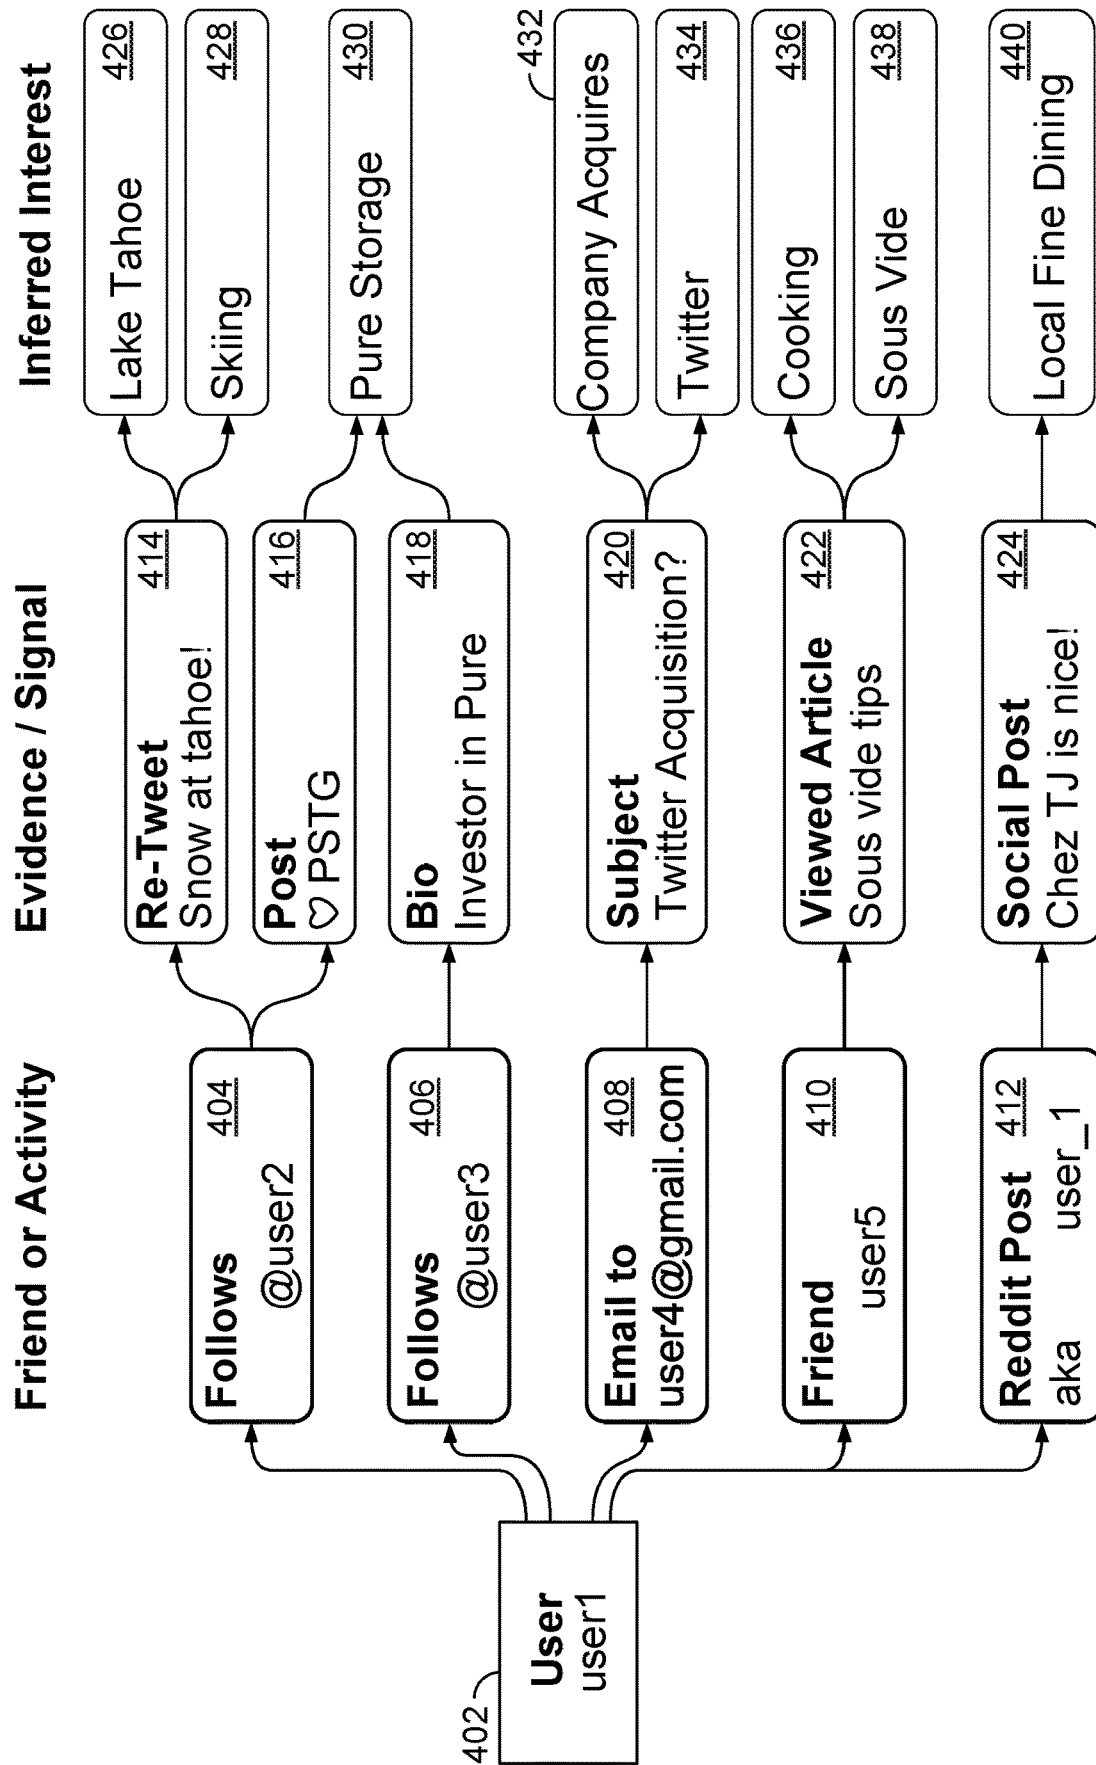 Friend or Activity
Evidence / Signal
Inferred Interest
402
User
user1
Follows 404
@user2
Follows 406
@user3
Email to 408
user4@gmail.com
Friend 410
user5
Reddit Post 412
aka user_1
Re-Tweet 414
Snow at tahoe!
Post 416
♡ PSTG
Bio 418
Investor in Pure
Subject 420
Twitter Acquisition?
Viewed Article 422
Sous vide tips
Social Post 424
Chez TJ is nice!
426
Lake Tahoe
428
Skiing
430
Pure Storage
432
Company Acquires
434
Twitter
436
Cooking
438
Sous Vide
440
Local Fine Dining